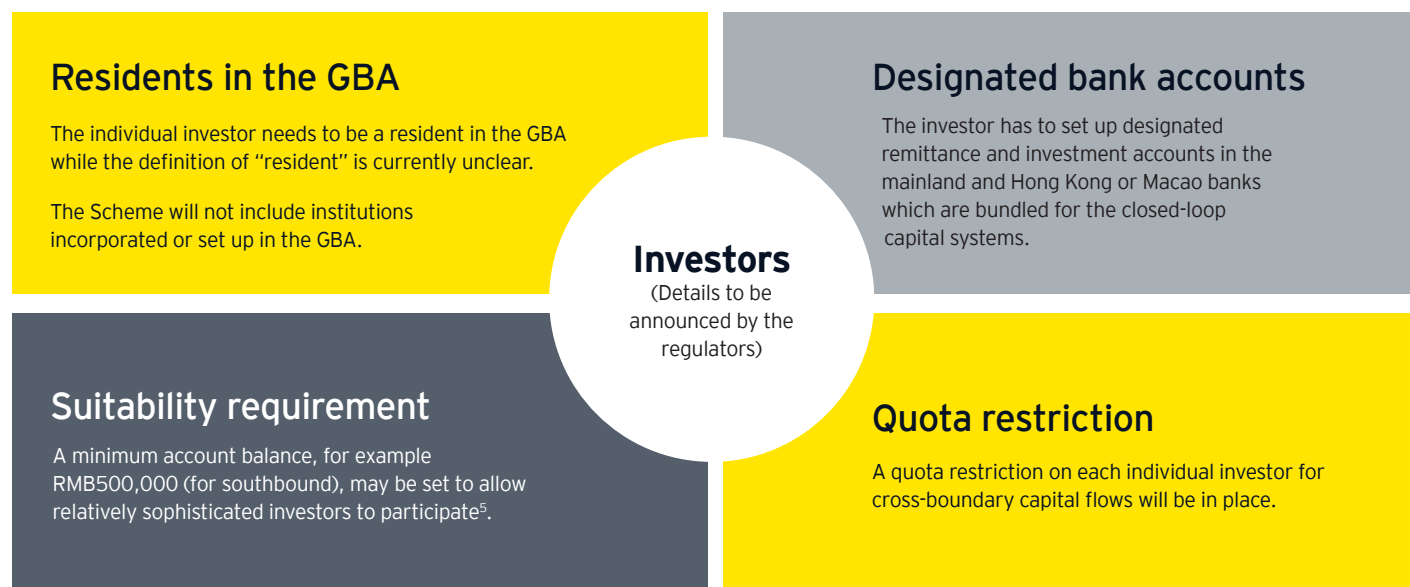 Residents in the GBA
The individual investor needs to be a resident in the GBA
while the definition of “resident” is currently unclear.
The Scheme will not include institutions
incorporated or set up in the GBA.
Designated bank accounts
The investor has to set up designated
remittance and investment accounts in the
mainland and Hong Kong or Macao banks
which are bundled for the closed-loop
capital systems.
Investors
(Details to be
announced by the
regulators)
Suitability requirement
A minimum account balance, for example
RMB500,000 (for southbound), may be set to allow
relatively sophisticated investors to participate⁵.
Quota restriction
A quota restriction on each individual investor for
cross-boundary capital flows will be in place.